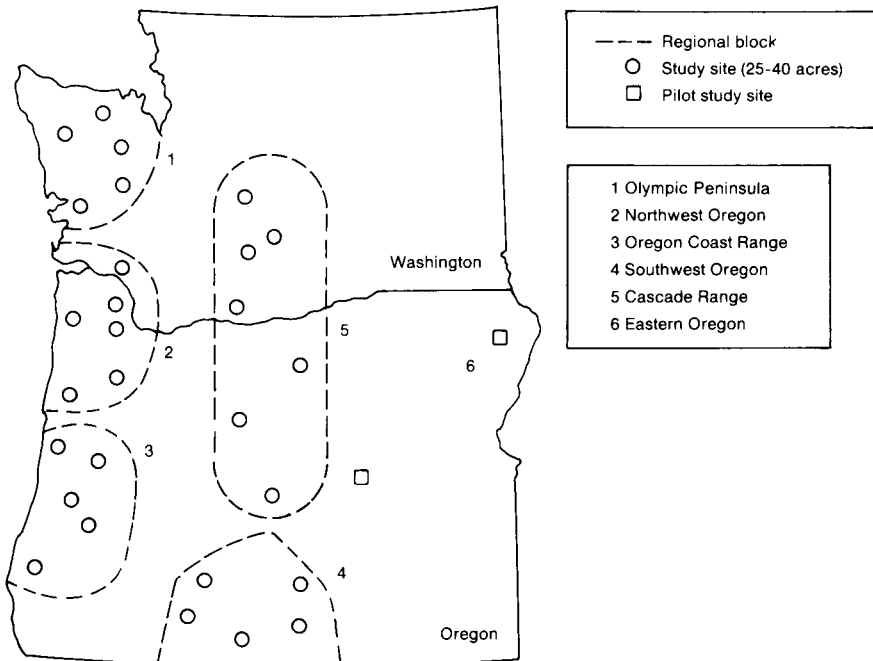 Regional block
Study site (25-40 acres)
Pilot study site
1 Olympic Peninsula
2 Northwest Oregon
3 Oregon Coast Range
4 Southwest Oregon
5 Cascade Range
6 Eastern Oregon
1
Washington
5
6
2
3
4
Oregon